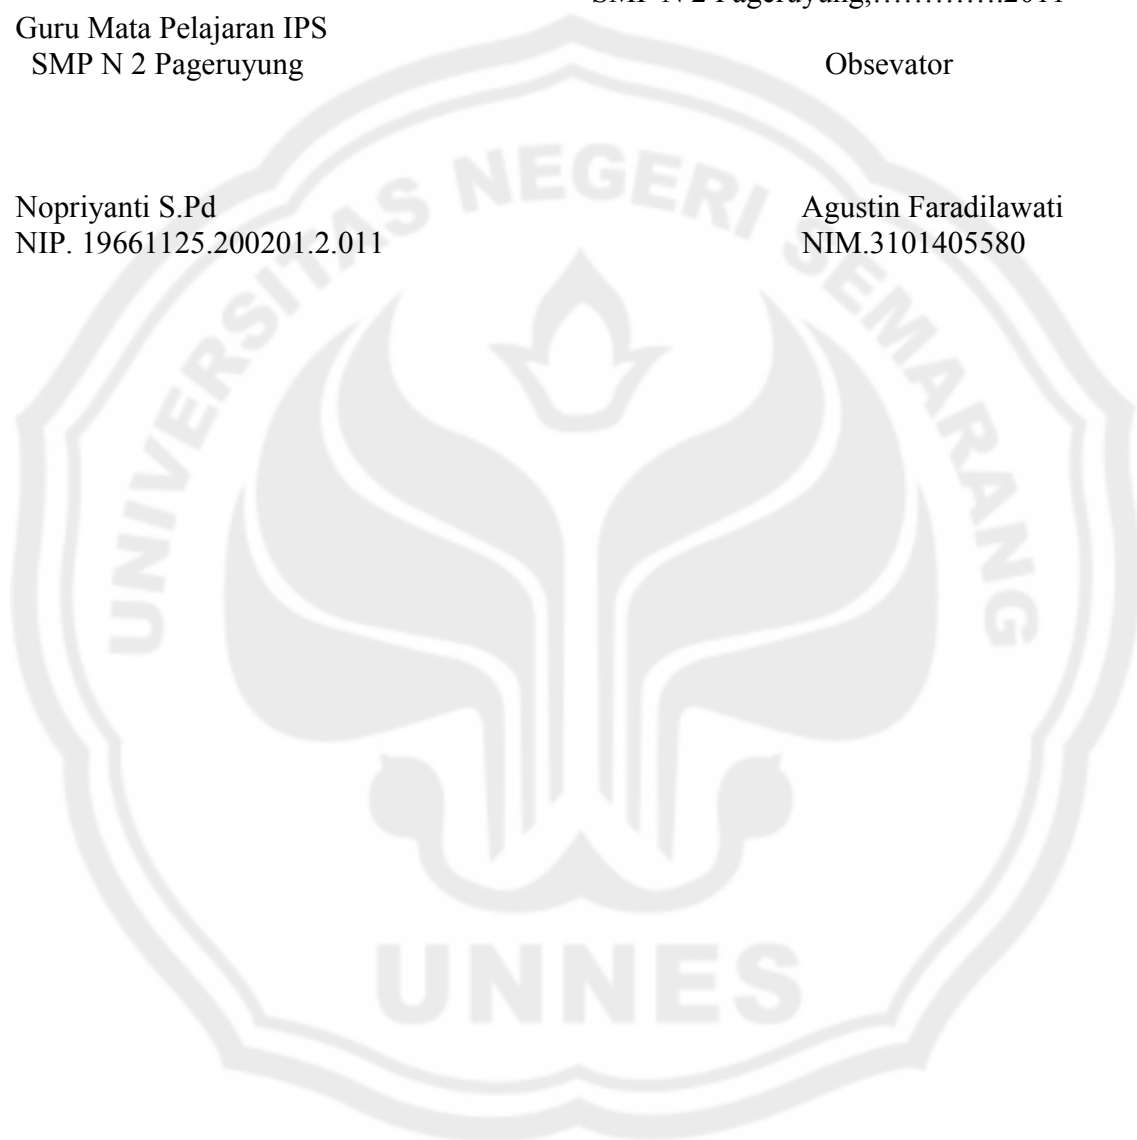 SMP N 2 Pageruyung,………….2011
Guru Mata Pelajaran IPS
SMP N 2 Pageruyung Obsevator
Nopriyanti S.Pd Agustin Faradilawati
NIP. 19661125.200201.2.011 NIM.3101405580
UNIVERSITAS NEGERI SEMARANG
UNNES